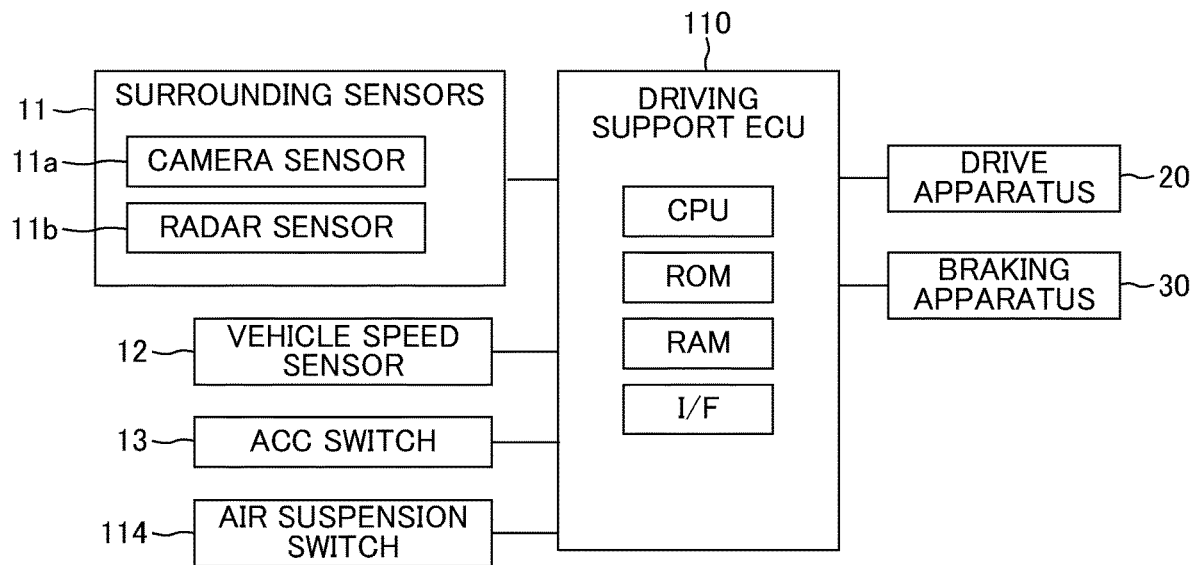 110
11
SURROUNDING SENSORS
11a
CAMERA SENSOR
11b
RADAR SENSOR
12
VEHICLE SPEED
SENSOR
13
ACC SWITCH
114
AIR SUSPENSION
SWITCH
DRIVING
SUPPORT ECU
CPU
ROM
RAM
I/F
DRIVE
APPARATUS
20
BRAKING
APPARATUS
30